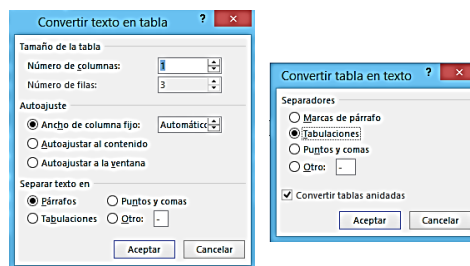 Convertir texto en tabla ? ×
Tamaño de la tabla
Número de columnas: 1
Número de filas: 3
Autoajuste
Ancho de columna fijo: Automátic
Autoajustar al contenido
Autoajustar a la ventana
Separar texto en
Párrafos Puntos y comas
Tabulaciones Otro: -
Aceptar Cancelar
Convertir tabla en texto ? ×
Separadores
Marcas de párrafo
Tabulaciones
Puntos y comas
Otro: -
Convertir tablas anidadas
Aceptar Cancelar